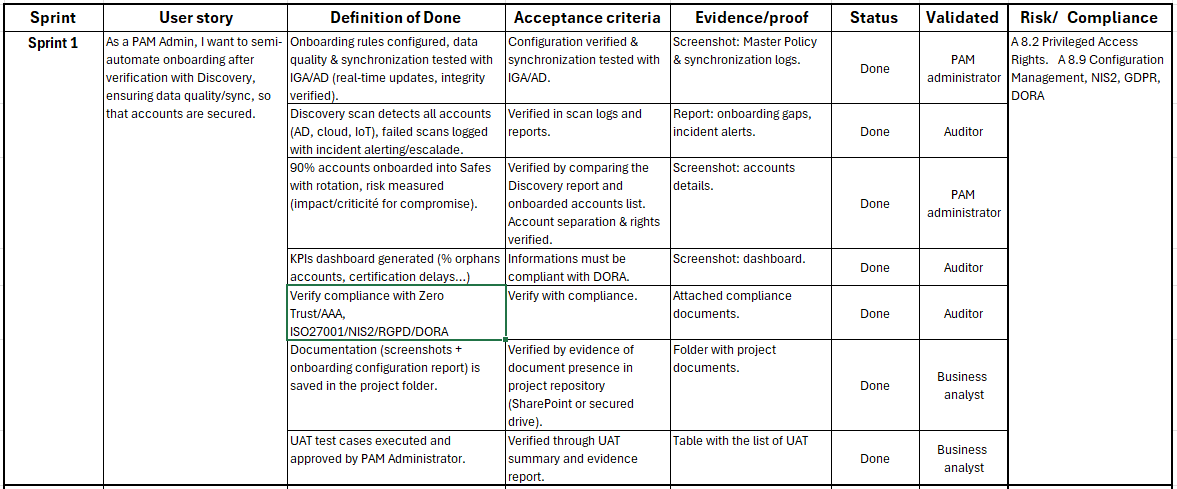 Sprint
User story
Definition of Done
Acceptance criteria
Evidence/proof
Status
Validated
Risk/ Compliance
Sprint 1
As a PAM Admin, I want to semi-
automate onboarding after
verification with Discovery,
ensuring data quality/sync, so
that accounts are secured.
Onboarding rules configured, data
quality & synchronization tested with
IGA/AD (real-time updates, integrity
verified).
Configuration verified &
synchronization tested with
IGA/AD.
Screenshot: Master Policy
& synchronization logs.
Done
PAM
administrator
A 8.2 Privileged Access
Rights. A 8.9 Configuration
Management, NIS2, GDPR,
DORA
Discovery scan detects all accounts
(AD, cloud, IoT), failed scans logged
with incident alerting/escalade.
Verified in scan logs and
reports.
Report: onboarding gaps,
incident alerts.
Done
Auditor
90% accounts onboarded into Safes
with rotation, risk measured
(impact/criticité for compromise).
Verified by comparing the
Discovery report and
onboarded accounts list.
Account separation & rights
verified.
Screenshot: accounts
details.
Done
PAM
administrator
KPIs dashboard generated (% orphans
accounts, certification delays...)
Informations must be
compliant with DORA.
Screenshot: dashboard.
Done
Auditor
Verify compliance with Zero
Trust/AAA,
ISO27001/NIS2/RGPD/DORA
Verify with compliance.
Attached compliance
documents.
Done
Auditor
Documentation (screenshots +
onboarding configuration report) is
saved in the project folder.
Verified by evidence of
document presence in
project repository
(SharePoint or secured
drive).
Folder with project
documents.
Done
Business
analyst
UAT test cases executed and
approved by PAM Administrator.
Verified through UAT
summary and evidence
report.
Table with the list of UAT
Done
Business
analyst